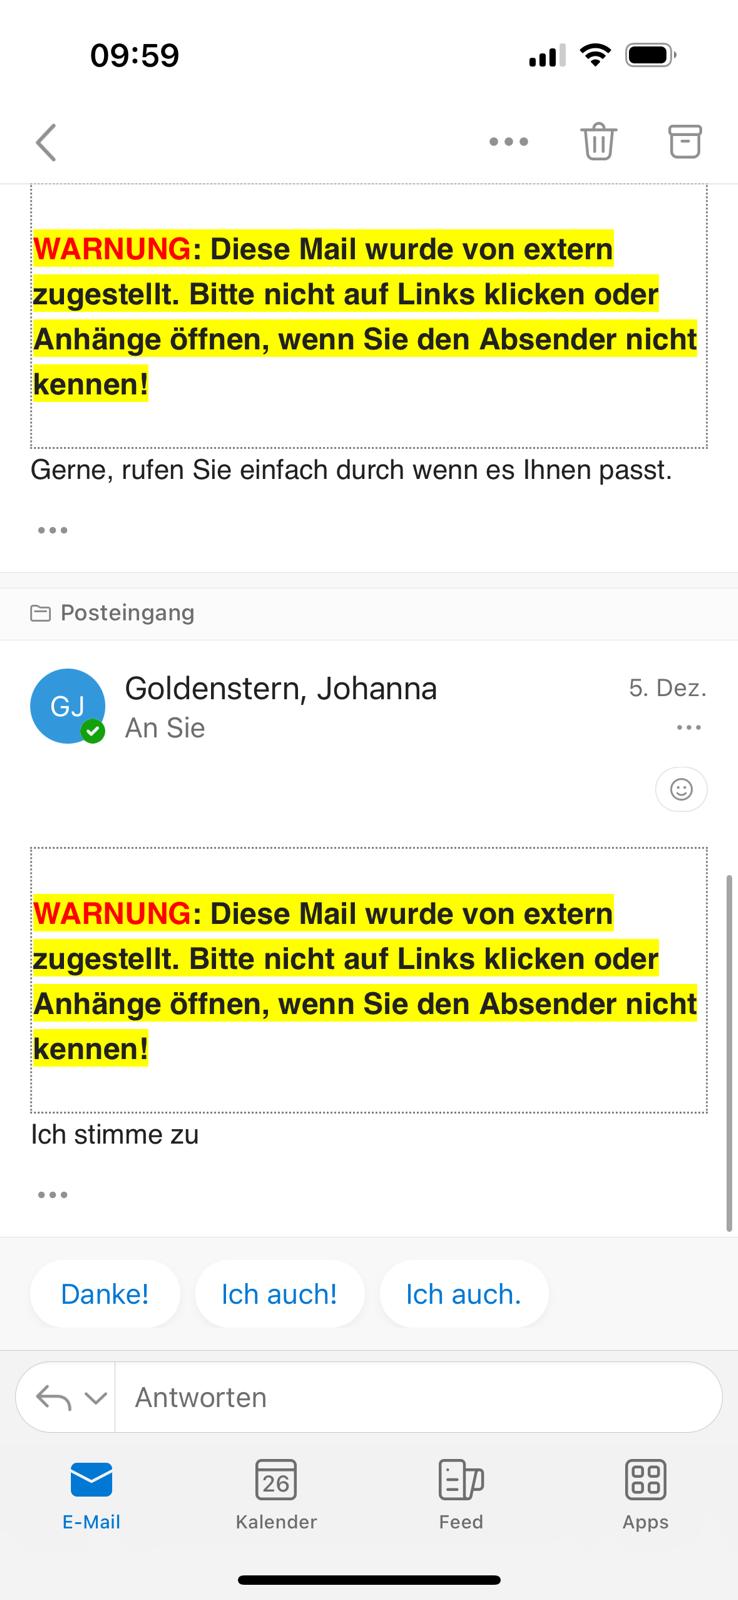 09:59
WARNUNG: Diese Mail wurde von extern
zugestellt. Bitte nicht auf Links klicken oder
Anhänge öffnen, wenn Sie den Absender nicht
kennen!
Gerne, rufen Sie einfach durch wenn es Ihnen passt.
Posteingang
GJ
Goldenstern, Johanna
5. Dez.
An Sie
WARNUNG: Diese Mail wurde von extern
zugestellt. Bitte nicht auf Links klicken oder
Anhänge öffnen, wenn Sie den Absender nicht
kennen!
Ich stimme zu
Danke! Ich auch! Ich auch.
Antworten
26
E-Mail Kalender Feed Apps